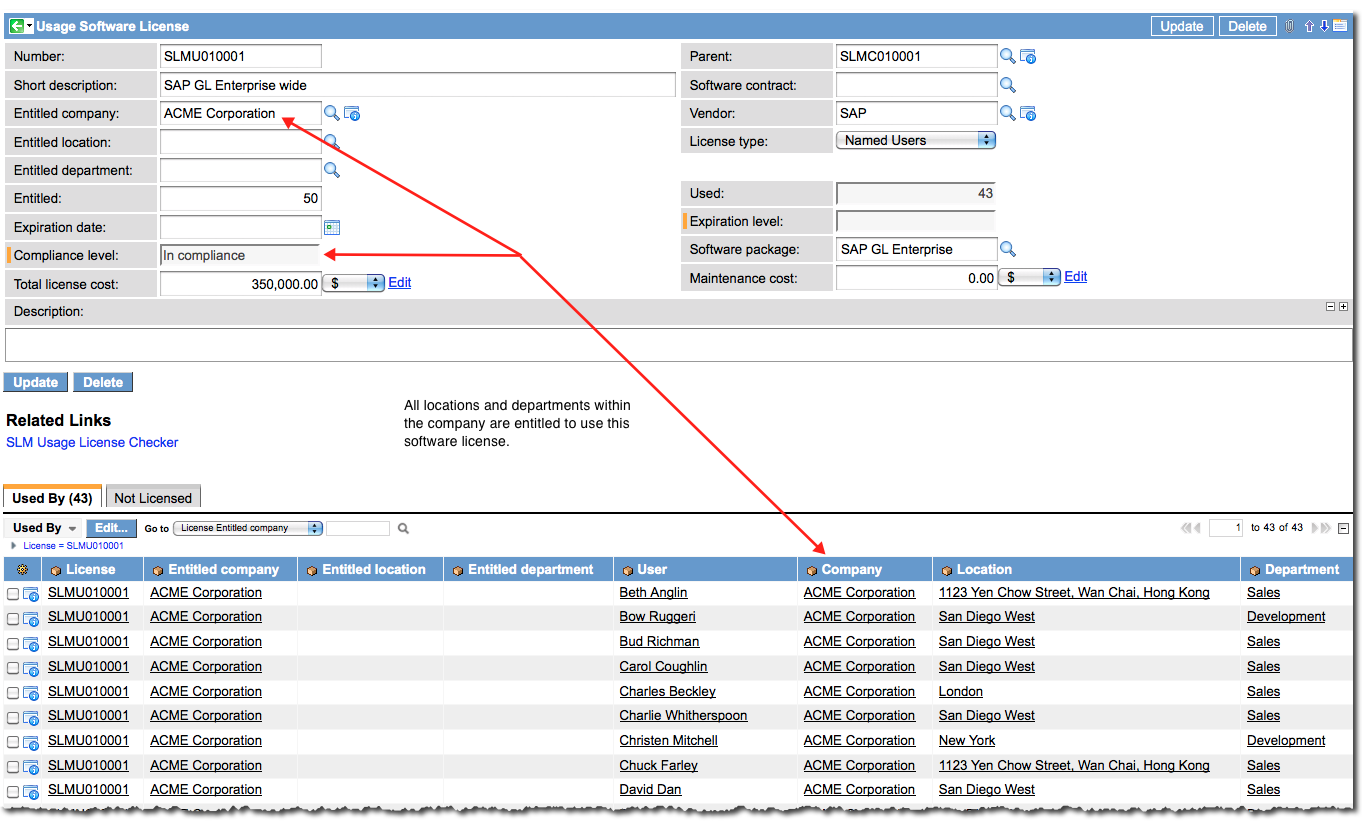 Usage Software License Update Delete
Number: SLMU010001 Parent: SLMC010001
Short description: SAP GL Enterprise wide Software contract:
Entitled company: ACME Corporation Vendor: SAP
Entitled location: License type: Named Users
Entitled department:
Entitled: 50 Used: 43
Expiration date: Expiration level:
Compliance level: In compliance Software package: SAP GL Enterprise
Total license cost: 350,000.00 $ Edit Maintenance cost: 0.00 $ Edit
Description:
Update Delete
All locations and departments within
the company are entitled to use this
software license.
Related Links
SLM Usage License Checker
Used By (43) Not Licensed
Used By Edit... Go to License Entitled company 1 to 43 of 43
License = SLMU010001
License Entitled company Entitled location Entitled department User Company Location Department
SLMU010001 ACME Corporation Beth Anglin ACME Corporation 1123 Yen Chow Street, Wan Chai, Hong Kong Sales
SLMU010001 ACME Corporation Bow Ruggeri ACME Corporation San Diego West Development
SLMU010001 ACME Corporation Bud Richman ACME Corporation San Diego West Sales
SLMU010001 ACME Corporation Carol Coughlin ACME Corporation San Diego West Sales
SLMU010001 ACME Corporation Charles Beckley ACME Corporation London Sales
SLMU010001 ACME Corporation Charlie Whitherspoon ACME Corporation San Diego West Sales
SLMU010001 ACME Corporation Christen Mitchell ACME Corporation New York Development
SLMU010001 ACME Corporation Chuck Farley ACME Corporation 1123 Yen Chow Street, Wan Chai, Hong Kong Sales
SLMU010001 ACME Corporation David Dan ACME Corporation San Diego West Sales